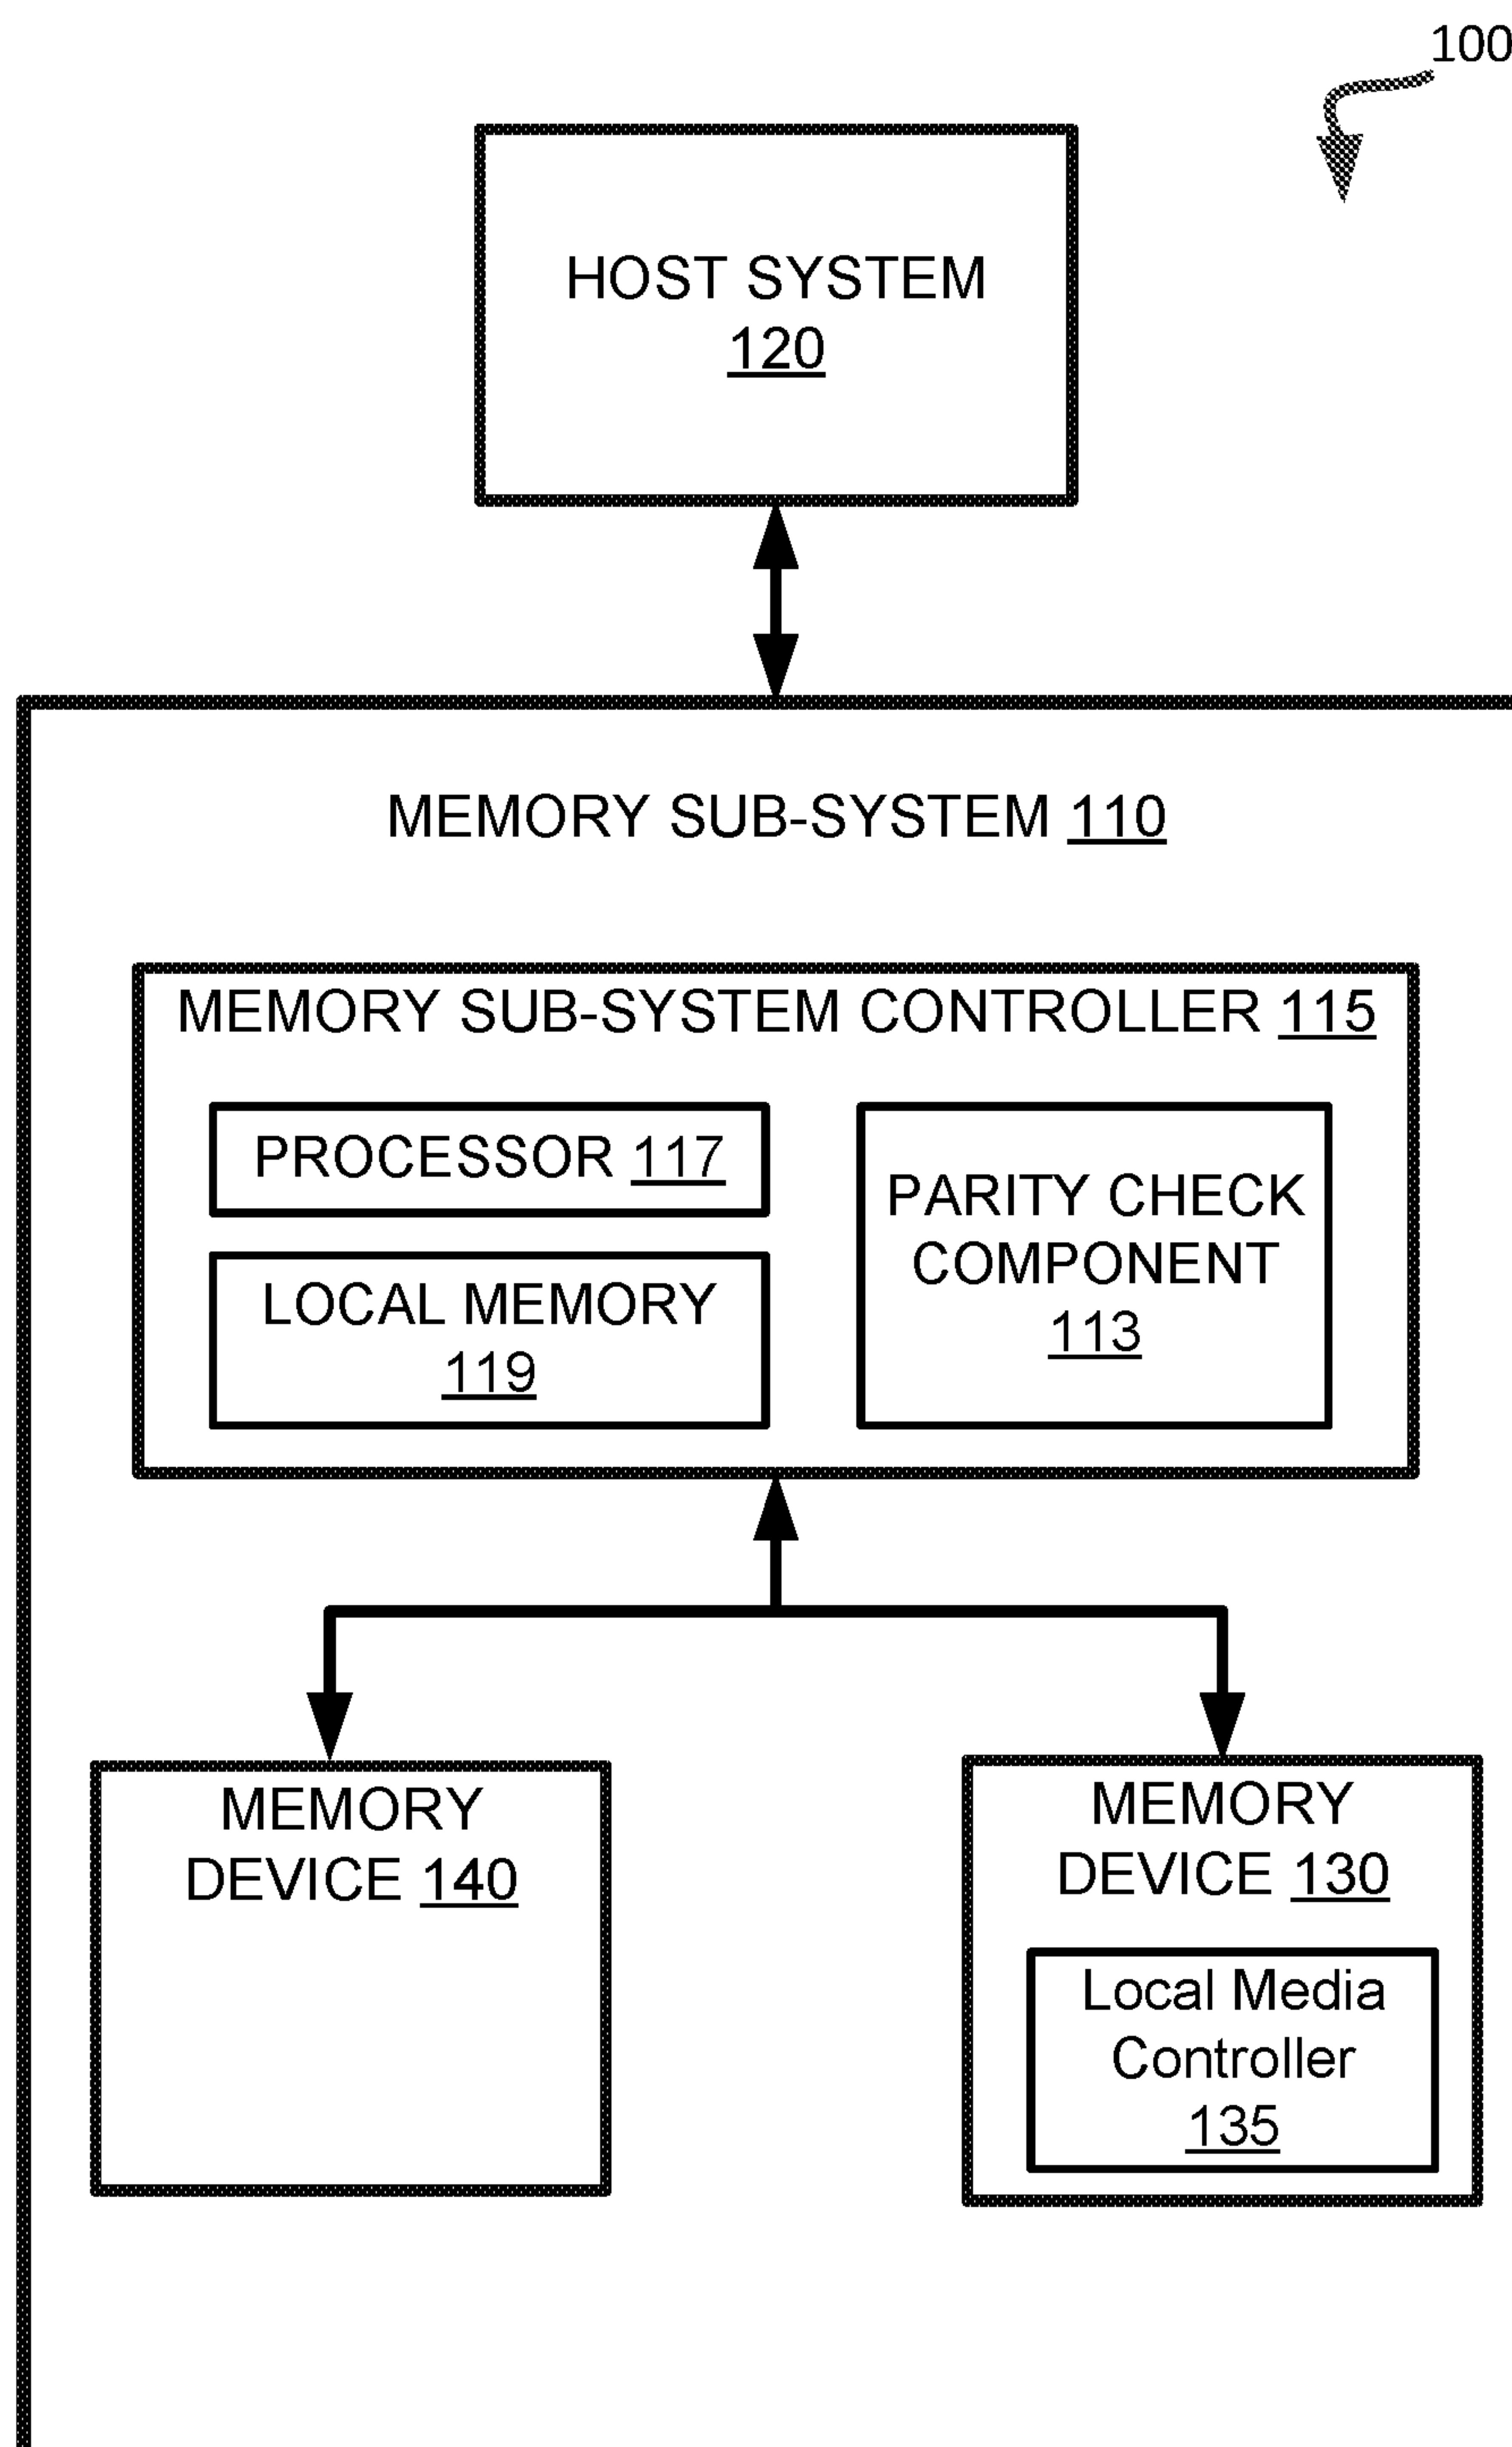 100
HOST SYSTEM
120
MEMORY SUB-SYSTEM 110
MEMORY SUB-SYSTEM CONTROLLER 115
PROCESSOR 117
LOCAL MEMORY
119
PARITY CHECK
COMPONENT
113
MEMORY
DEVICE 140
MEMORY
DEVICE 130
Local Media
Controller
135